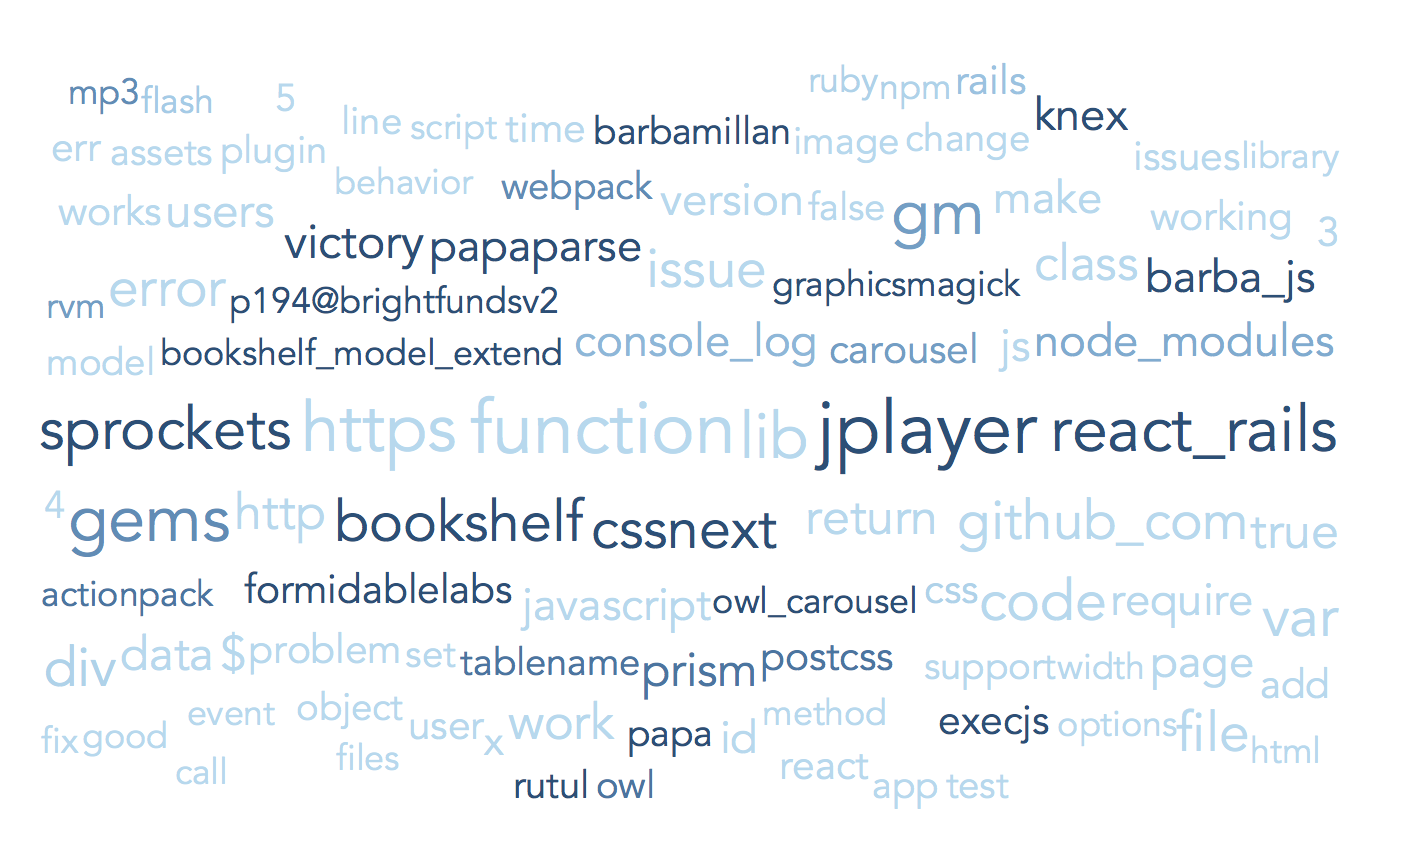 ruby npm rails
mp3 flash 5 line script time barbamillan image change knex
err assets plugin behavior webpack version false gm make issues library
works users victory papaparse issue graphicsmagick class working 3
rvm error p194@brightfundsv2 barba_js
model bookshelf_model_extend console_log carousel js node_modules
sprockets https function lib jplayer react_rails
4 gems http bookshelf cssnext return github_com true
actionpack formidablelabs javascript owl_carousel css code require var
div data $ problem set tablename prism postcss support width page add
fix good event object user x work papa id method execjs options file html
call files rutul owl react app test